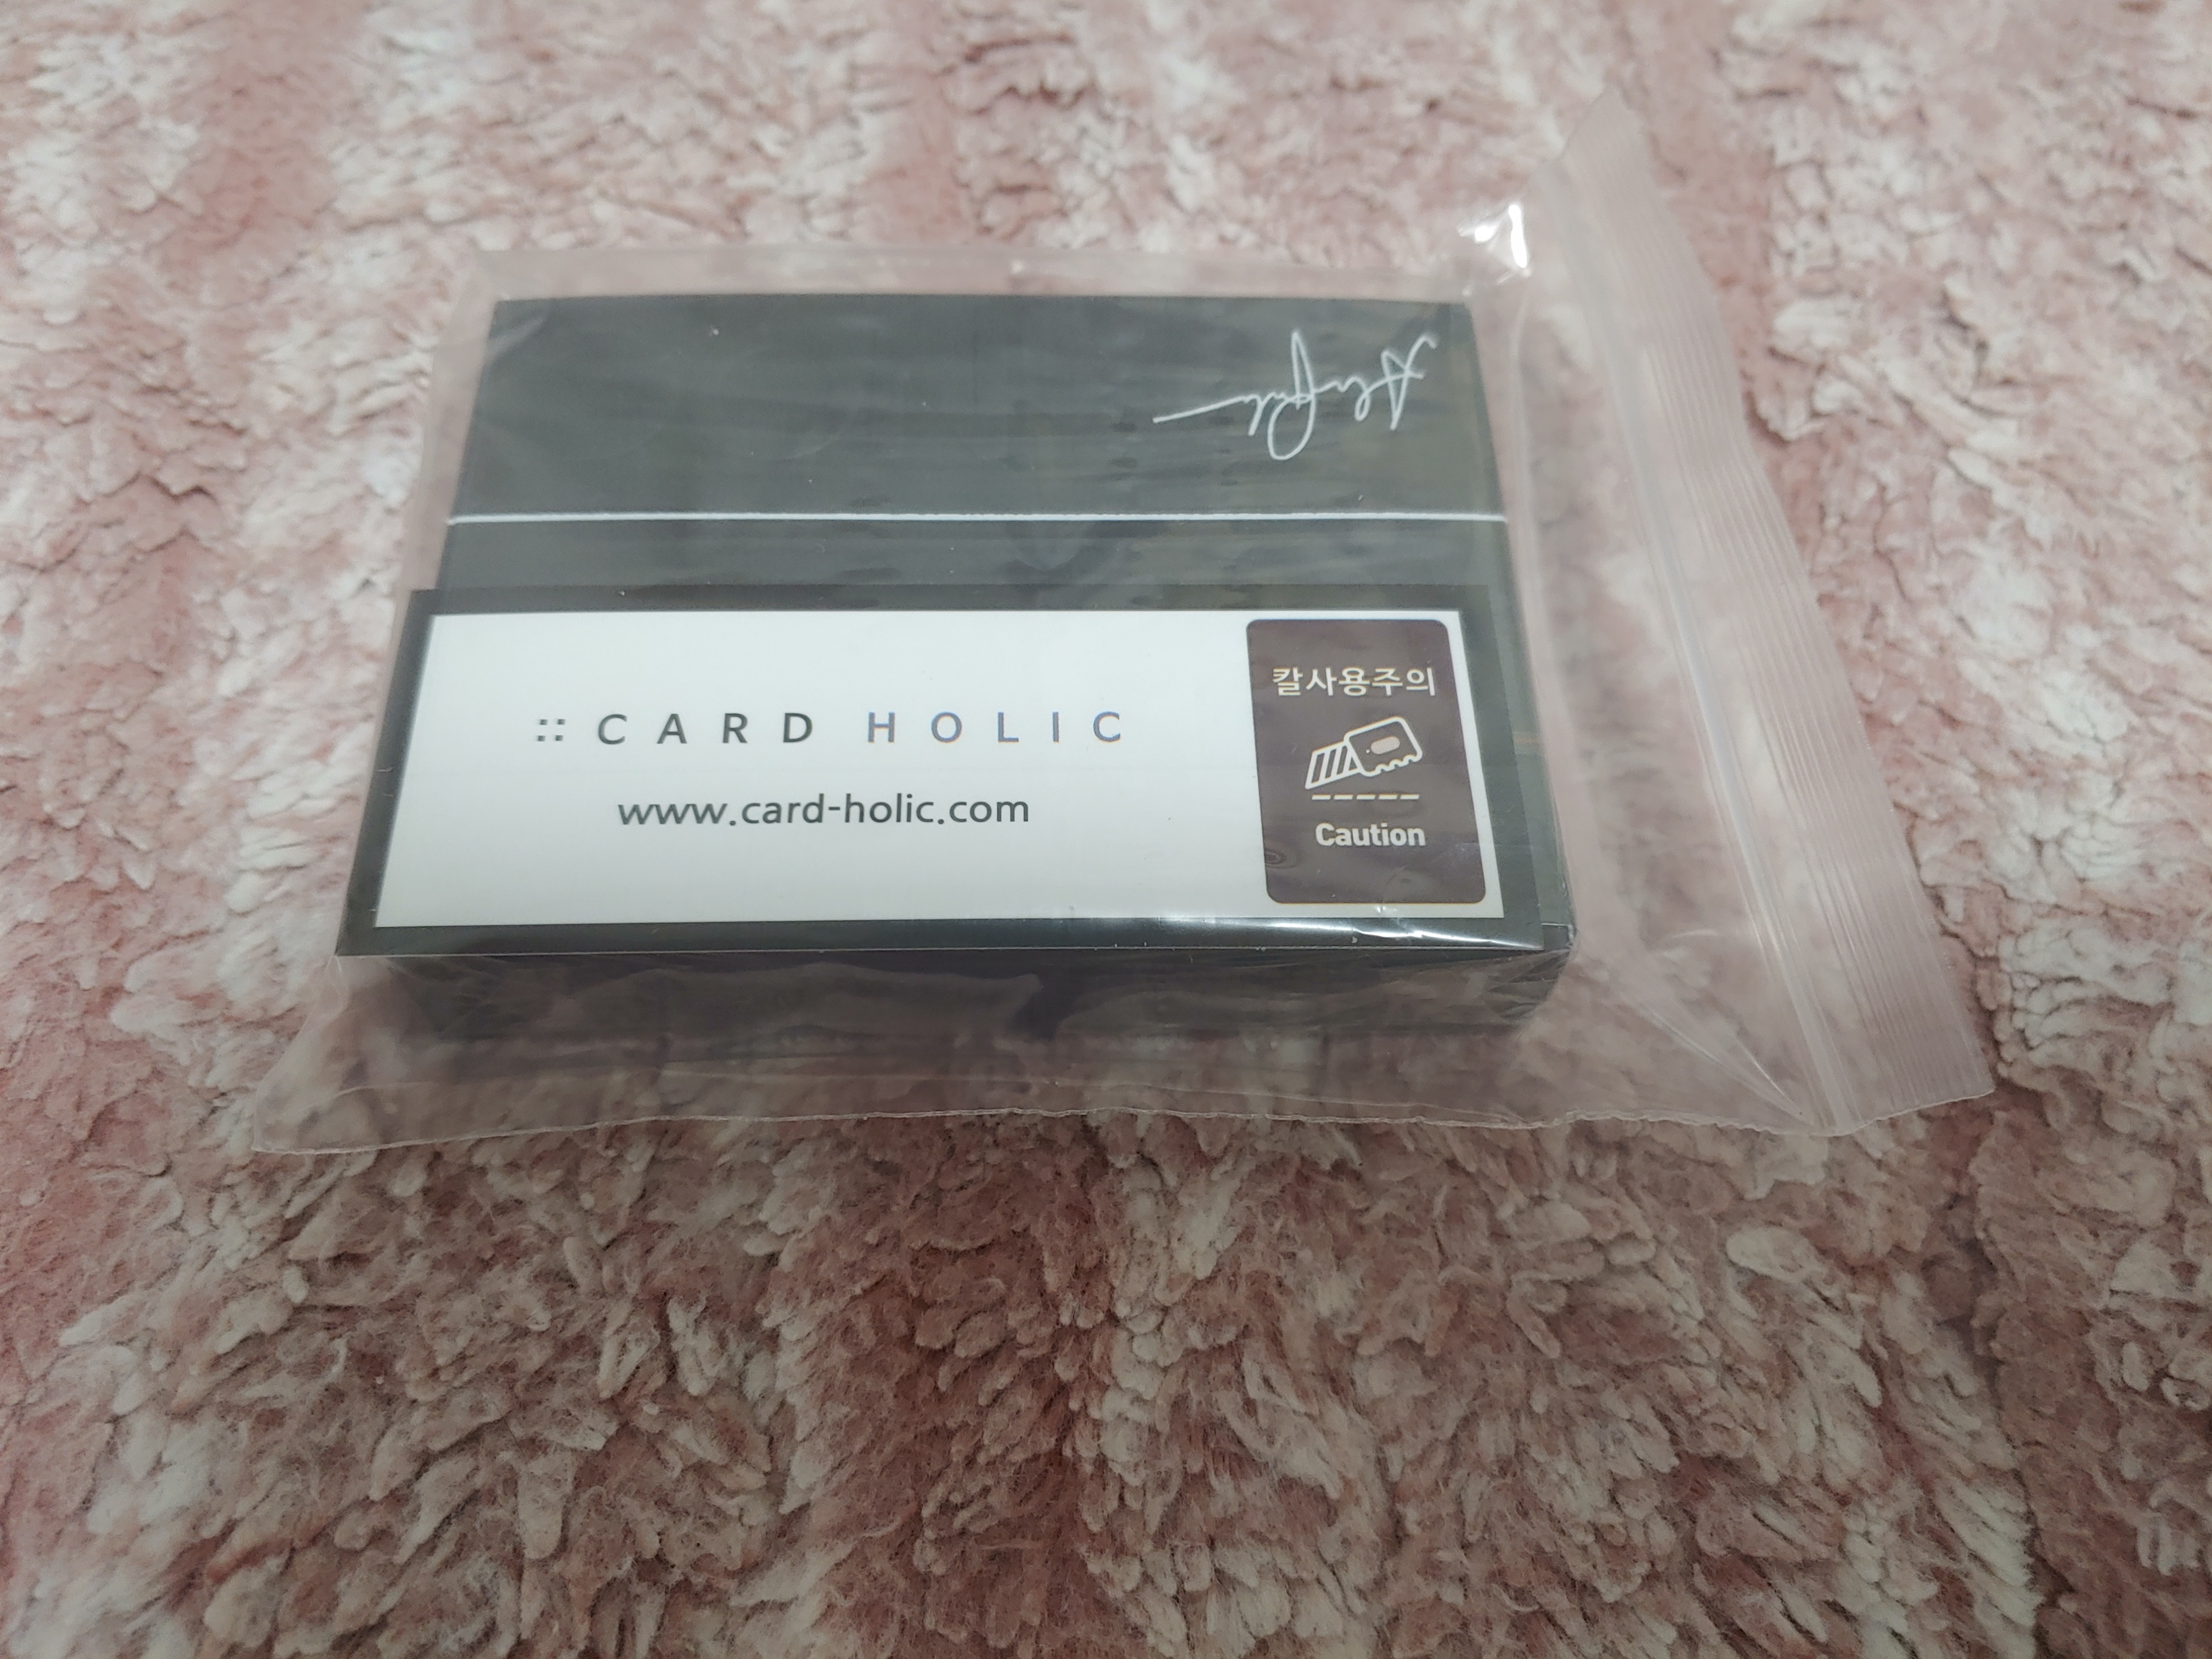 :: CARD HOLIC
www.card-holic.com
칼사용주의
Caution